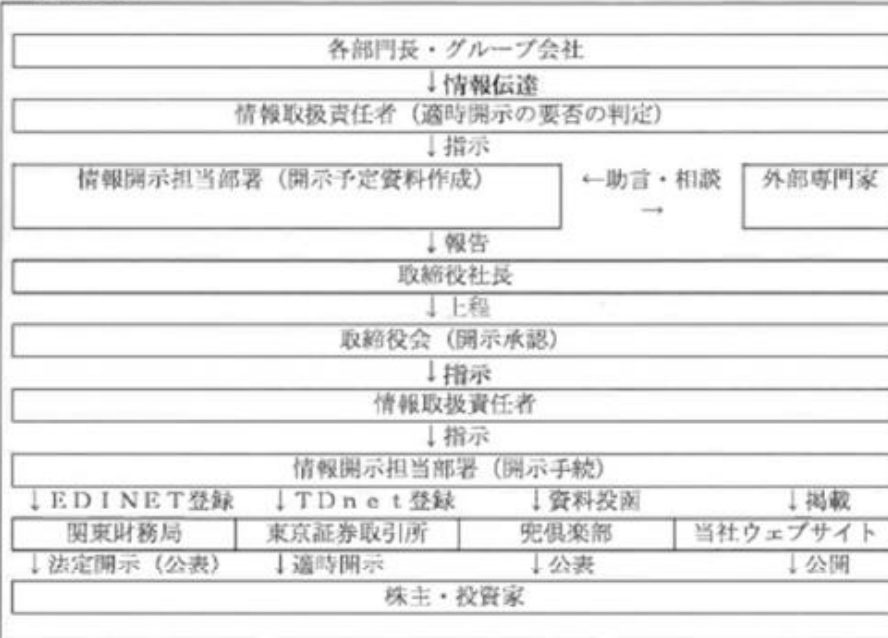 各部門長・グループ会社
↓情報伝達
情報取扱責任者（適時開示の要否の判定）
↓指示
情報開示担当部署（開示予定資料作成） ←助言・相談 外部専門家
→
↓報告
取締役社長
↓上程
取締役会（開示承認）
↓指示
情報取扱責任者
↓指示
情報開示担当部署（開示手続）
↓ＥＤＩＮＥＴ登録 ↓ＴＤｎｅｔ登録 ↓資料投函 ↓掲載
関東財務局 東京証券取引所 兜倶楽部 当社ウェブサイト
↓法定開示（公表） ↓適時開示 ↓公表 ↓公開
株主・投資家